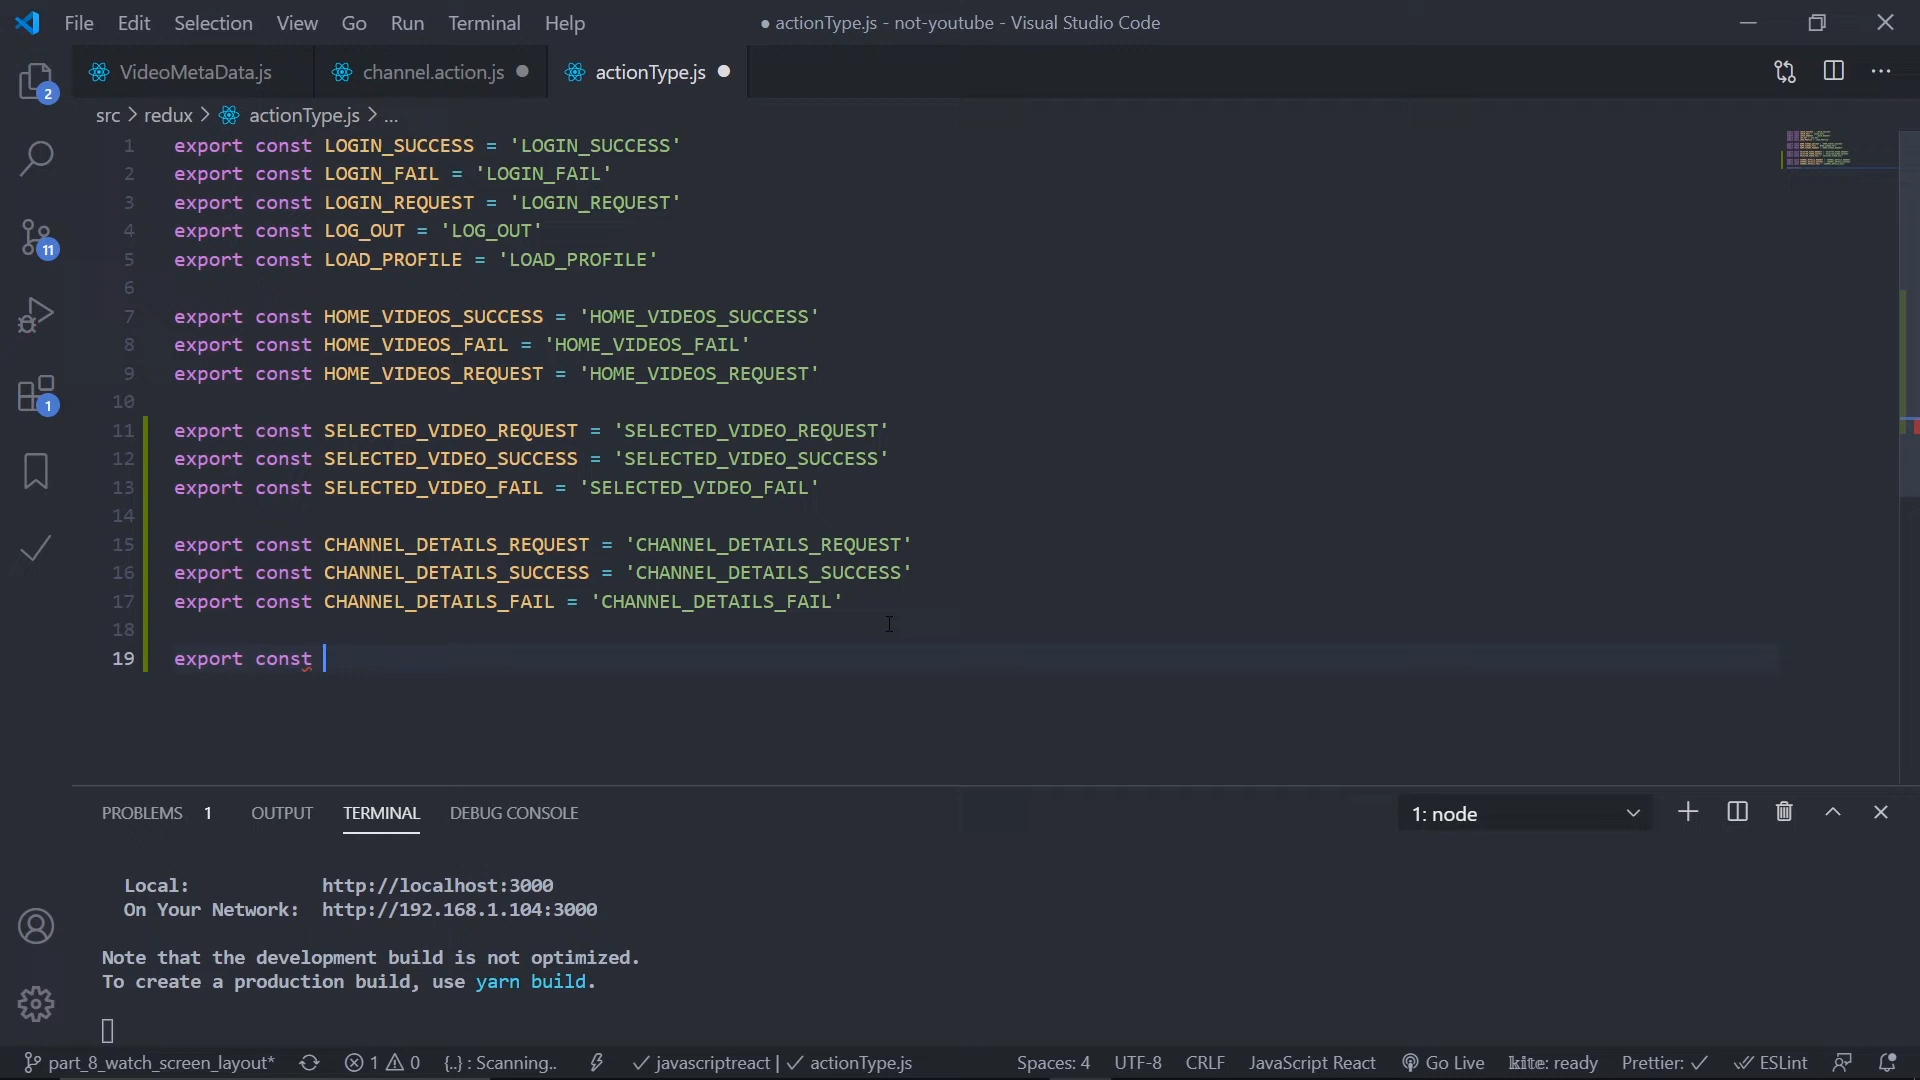 File Edit Selection View Go Run Terminal Help ● actionType.js - not-youtube - Visual Studio Code
VideoMetaData.js channel.action.js actionType.js
src > redux > actionType.js > ...
1 export const LOGIN_SUCCESS = 'LOGIN_SUCCESS'
2 export const LOGIN_FAIL = 'LOGIN_FAIL'
3 export const LOGIN_REQUEST = 'LOGIN_REQUEST'
4 export const LOG_OUT = 'LOG_OUT'
5 export const LOAD_PROFILE = 'LOAD_PROFILE'
6
7 export const HOME_VIDEOS_SUCCESS = 'HOME_VIDEOS_SUCCESS'
8 export const HOME_VIDEOS_FAIL = 'HOME_VIDEOS_FAIL'
9 export const HOME_VIDEOS_REQUEST = 'HOME_VIDEOS_REQUEST'
10
11 export const SELECTED_VIDEO_REQUEST = 'SELECTED_VIDEO_REQUEST'
12 export const SELECTED_VIDEO_SUCCESS = 'SELECTED_VIDEO_SUCCESS'
13 export const SELECTED_VIDEO_FAIL = 'SELECTED_VIDEO_FAIL'
14
15 export const CHANNEL_DETAILS_REQUEST = 'CHANNEL_DETAILS_REQUEST'
16 export const CHANNEL_DETAILS_SUCCESS = 'CHANNEL_DETAILS_SUCCESS'
17 export const CHANNEL_DETAILS_FAIL = 'CHANNEL_DETAILS_FAIL'
18
19 export const
2
11
1
PROBLEMS 1 OUTPUT TERMINAL DEBUG CONSOLE 1: node
Local: http://localhost:3000
On Your Network: http://192.168.1.104:3000
Note that the development build is not optimized.
To create a production build, use yarn build.
part_8_watch_screen_layout* 1 0 {..} : Scanning.. javascriptreact | ✓ actionType.js Spaces: 4 UTF-8 CRLF JavaScript React Go Live kite: ready Prettier: ✓ ESLint